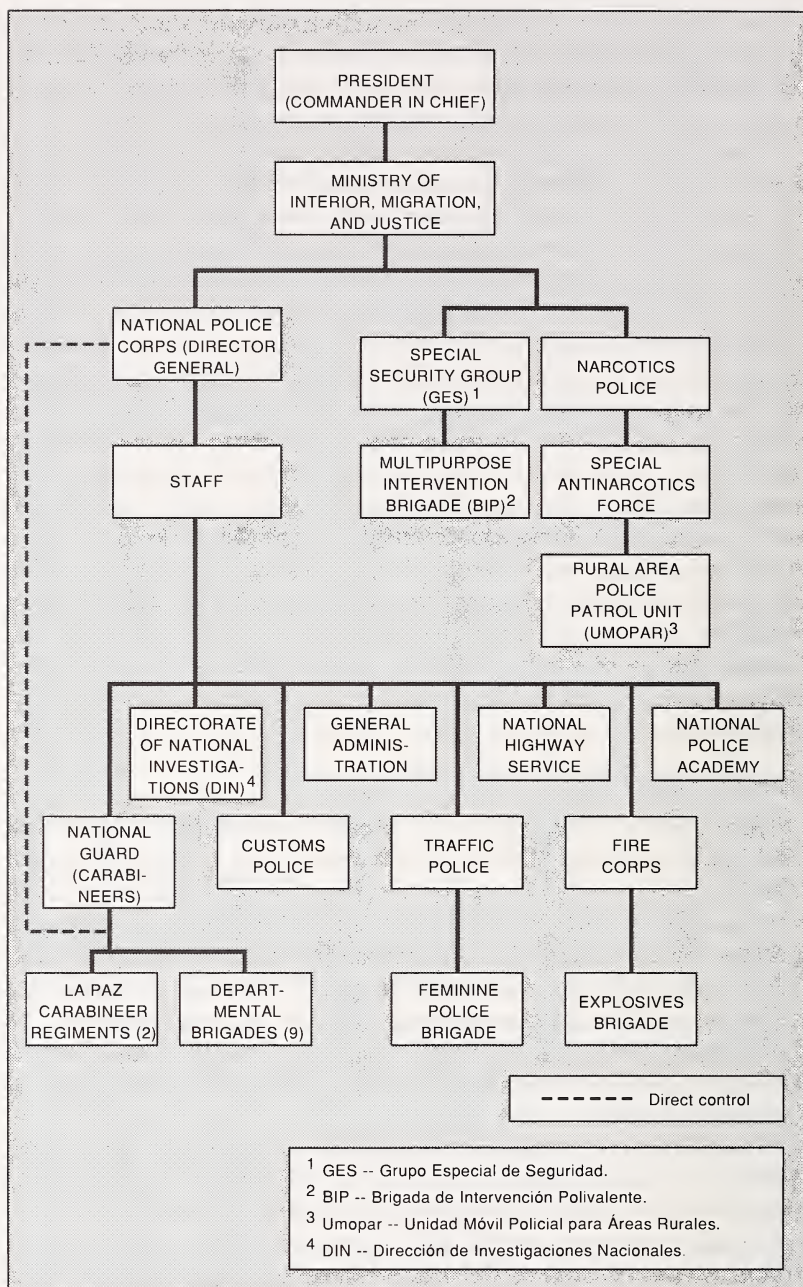 PRESIDENT
(COMMANDER IN CHIEF)
MINISTRY OF
INTERIOR, MIGRATION,
AND JUSTICE
NATIONAL POLICE
CORPS (DIRECTOR
GENERAL)
SPECIAL
SECURITY GROUP
(GES) 1
NARCOTICS
POLICE
STAFF
MULTIPURPOSE
INTERVENTION
BRIGADE (BIP)2
SPECIAL
ANTINARCOTICS
FORCE
RURAL AREA
POLICE
PATROL UNIT
(UMOPAR)3
DIRECTORATE
OF NATIONAL
INVESTIGA-
TIONS (DIN)4
GENERAL
ADMINIS-
TRATION
NATIONAL
HIGHWAY
SERVICE
NATIONAL
POLICE
ACADEMY
NATIONAL
GUARD
(CARABI-
NEERS)
CUSTOMS
POLICE
TRAFFIC
POLICE
FIRE
CORPS
LA PAZ
CARABINEER
REGIMENTS (2)
DEPART-
MENTAL
BRIGADES (9)
FEMININE
POLICE
BRIGADE
EXPLOSIVES
BRIGADE
Direct control
1 GES -- Grupo Especial de Seguridad.
2 BIP -- Brigada de Intervención Polivalente.
3 Umopar -- Unidad Móvil Policial para Áreas Rurales.
4 DIN -- Dirección de Investigaciones Nacionales.